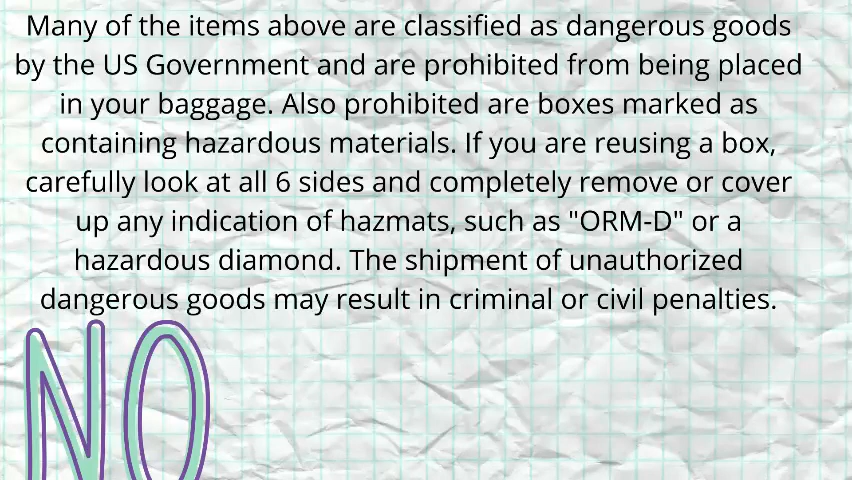 Many of the items above are classified as dangerous goods
by the US Government and are prohibited from being placed
in your baggage. Also prohibited are boxes marked as
containing hazardous materials. If you are reusing a box,
carefully look at all 6 sides and completely remove or cover
up any indication of hazmats, such as "ORM-D" or a
hazardous diamond. The shipment of unauthorized
dangerous goods may result in criminal or civil penalties.
NO